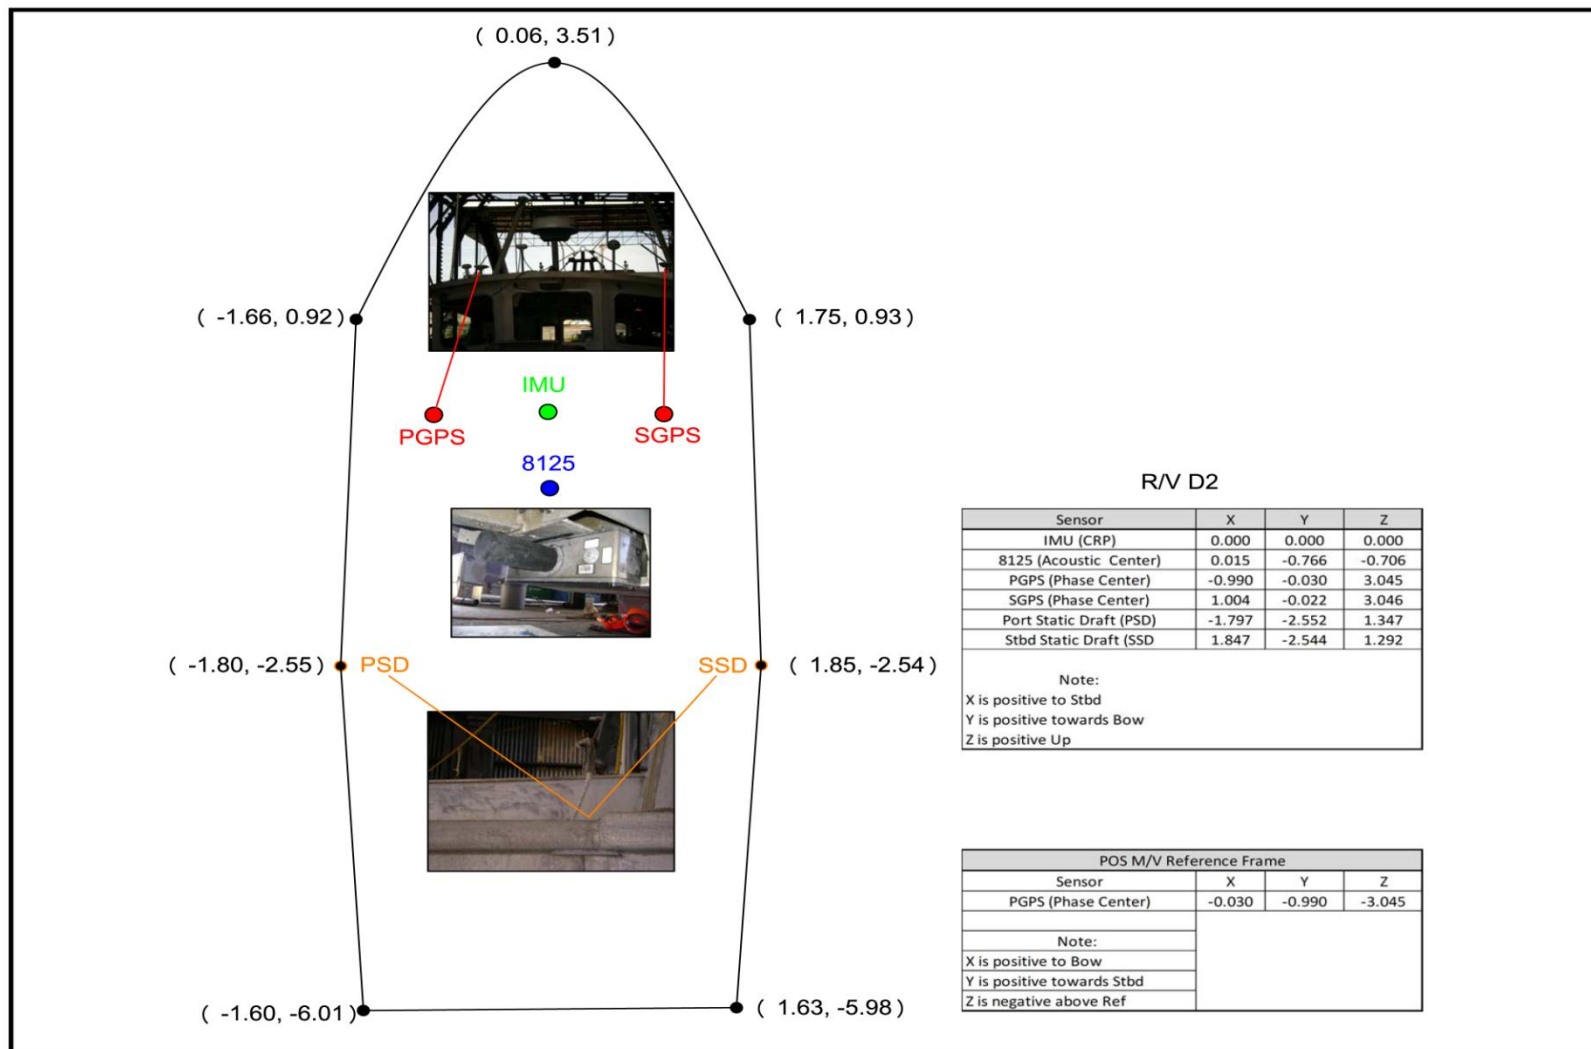 ( 0.06, 3.51 )
( -1.66, 0.92 )
( 1.75, 0.93 )
IMU
PGPS
SGPS
8125
( -1.80, -2.55 )
PSD
SSD
( 1.85, -2.54 )
( -1.60, -6.01 )
( 1.63, -5.98 )
R/V D2
Sensor X Y Z
IMU (CRP) 0.000 0.000 0.000
8125 (Acoustic Center) 0.015 -0.766 -0.706
PGPS (Phase Center) -0.990 -0.030 3.045
SGPS (Phase Center) 1.004 -0.022 3.046
Port Static Draft (PSD) -1.797 -2.552 1.347
Stbd Static Draft (SSD 1.847 -2.544 1.292
Note:
X is positive to Stbd
Y is positive towards Bow
Z is positive Up
POS M/V Reference Frame
Sensor X Y Z
PGPS (Phase Center) -0.030 -0.990 -3.045
Note:
X is positive to Bow
Y is positive towards Stbd
Z is negative above Ref